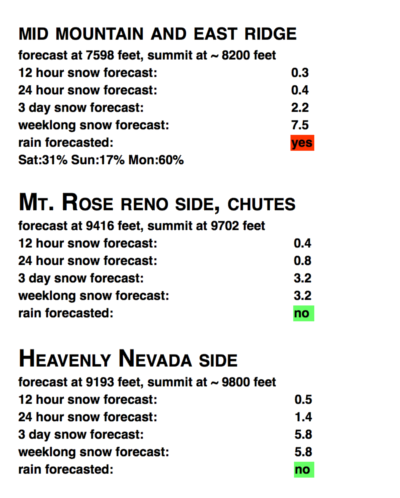 MID MOUNTAIN AND EAST RIDGE
forecast at 7598 feet, summit at ~ 8200 feet
12 hour snow forecast: 0.3
24 hour snow forecast: 0.4
3 day snow forecast: 2.2
weeklong snow forecast: 7.5
rain forecasted: yes
Sat:31% Sun:17% Mon:60%
MT. ROSE RENO SIDE, CHUTES
forecast at 9416 feet, summit at 9702 feet
12 hour snow forecast: 0.4
24 hour snow forecast: 0.8
3 day snow forecast: 3.2
weeklong snow forecast: 3.2
rain forecasted: no
HEAVENLY NEVADA SIDE
forecast at 9193 feet, summit at ~ 9800 feet
12 hour snow forecast: 0.5
24 hour snow forecast: 1.4
3 day snow forecast: 5.8
weeklong snow forecast: 5.8
rain forecasted: no